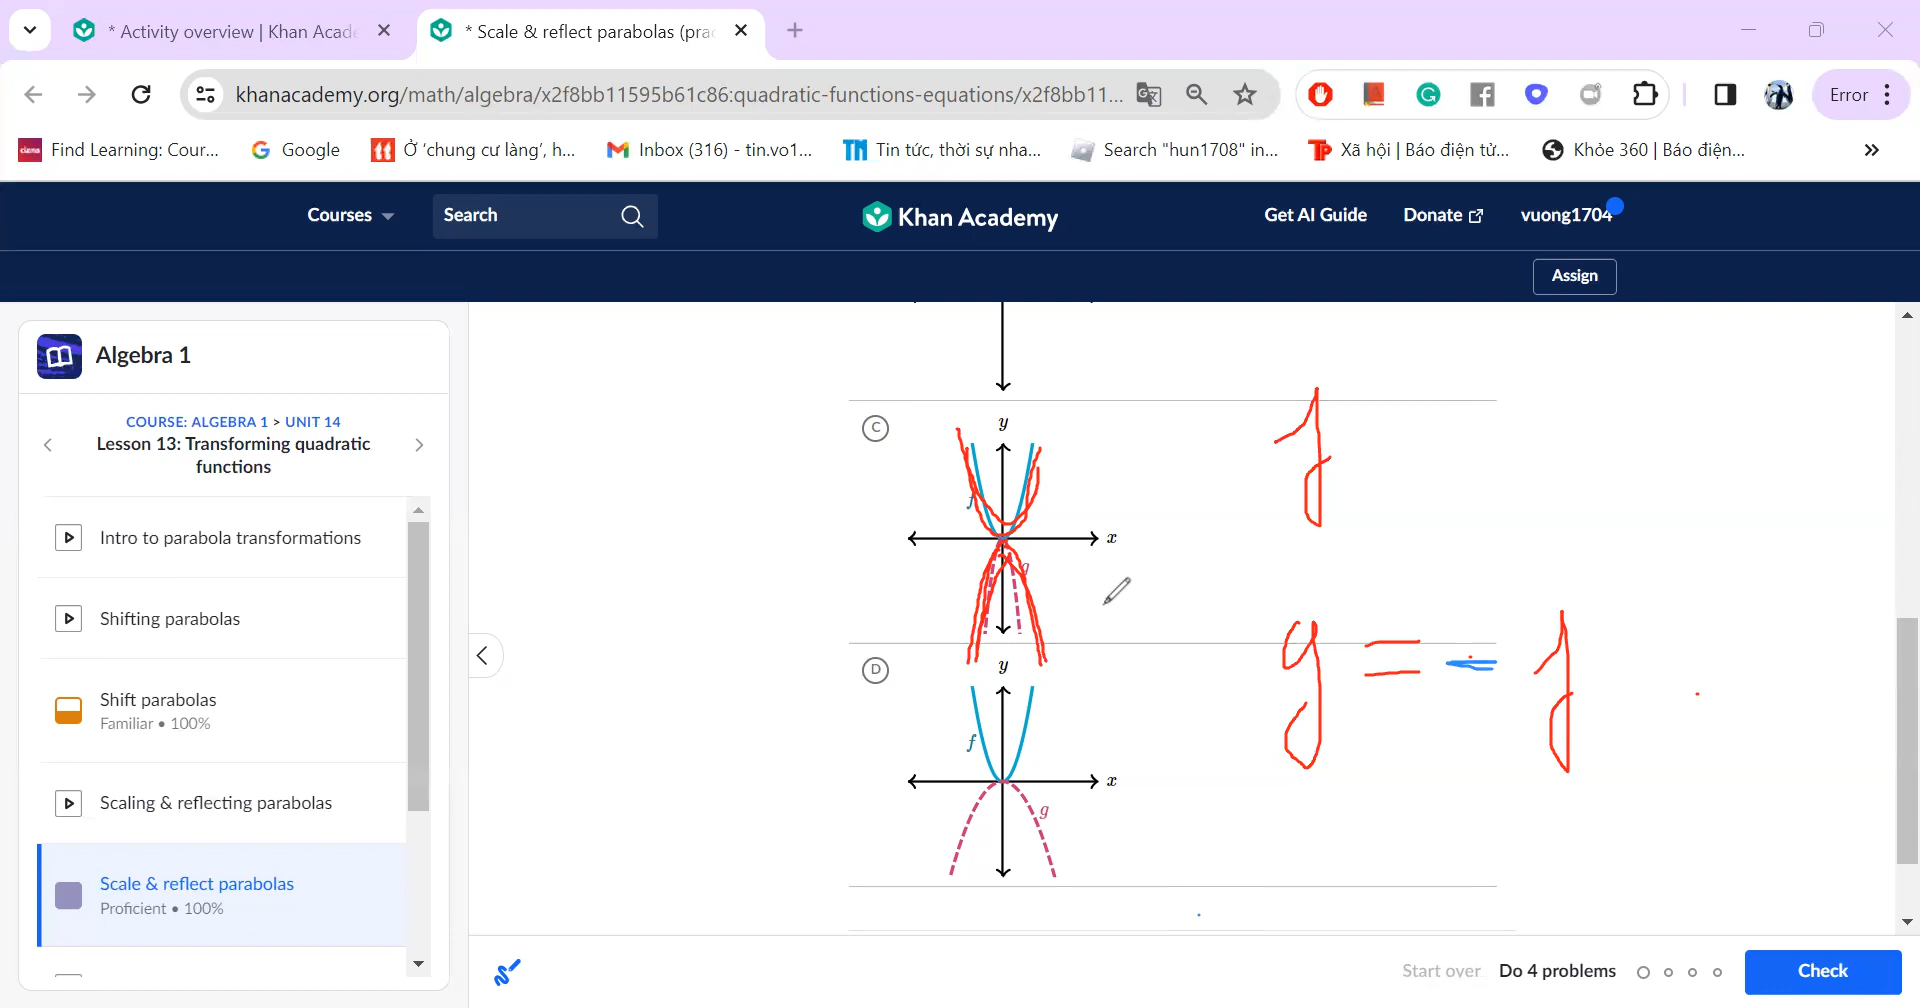 * Activity overview | Khan Acade
* Scale & reflect parabolas (prac
khanacademy.org/math/algebra/x2f8bb11595b61c86:quadratic-functions-equations/x2f8bb11...
Error
Find Learning: Cour...
Google
Ở ‘chung cư làng’, h...
Inbox (316) - tin.vo1...
Tin tức, thời sự nha...
Search "hun1708" in...
Xã hội | Báo điện tử...
Khỏe 360 | Báo điện...
Courses
Search
Khan Academy
Get AI Guide
Donate
vuong1704
Assign
Algebra 1
COURSE: ALGEBRA 1 > UNIT 14
Lesson 13: Transforming quadratic
functions
Intro to parabola transformations
Shifting parabolas
Shift parabolas
Familiar • 100%
Scaling & reflecting parabolas
Scale & reflect parabolas
Proficient • 100%
C
y
f
x
g
f
g = - f
D
y
f
x
g
Start over
Do 4 problems
Check